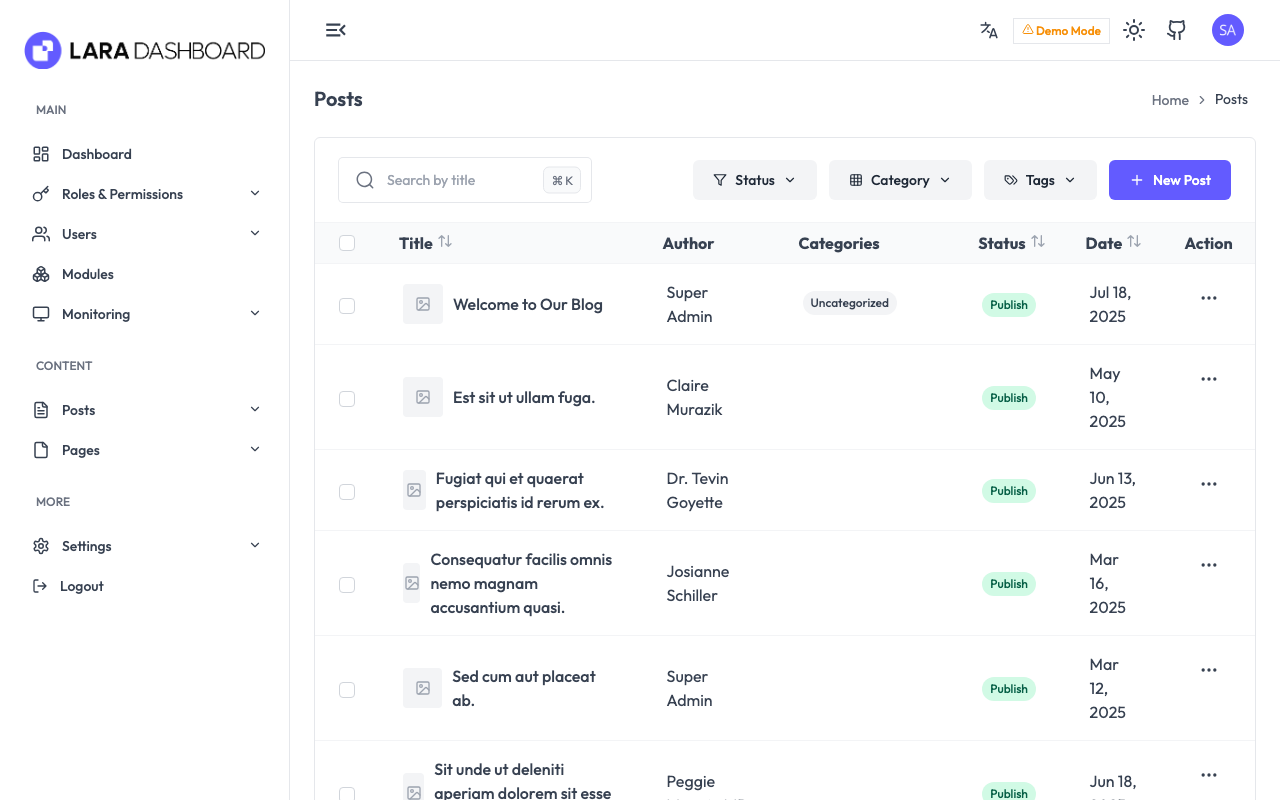 LARA DASHBOARD
Demo Mode
SA
MAIN
Dashboard
Roles & Permissions
Users
Modules
Monitoring
CONTENT
Posts
Pages
MORE
Settings
Logout
Posts
Home > Posts
Search by title
⌘ K
Status
Category
Tags
+ New Post
Title
Author
Categories
Status
Date
Action
Welcome to Our Blog
Super
Admin
Uncategorized
Publish
Jul 18,
2025
Est sit ut ullam fuga.
Claire
Murazik
Publish
May
10,
2025
Fugiat qui et quaerat
perspiciatis id rerum ex.
Dr. Tevin
Goyette
Publish
Jun 13,
2025
Consequatur facilis omnis
nemo magnam
accusantium quasi.
Josianne
Schiller
Publish
Mar
16,
2025
Sed cum aut placeat
ab.
Super
Admin
Publish
Mar
12,
2025
Sit unde ut deleniti
aperiam dolorem sit esse
Peggie
Publish
Jun 18,